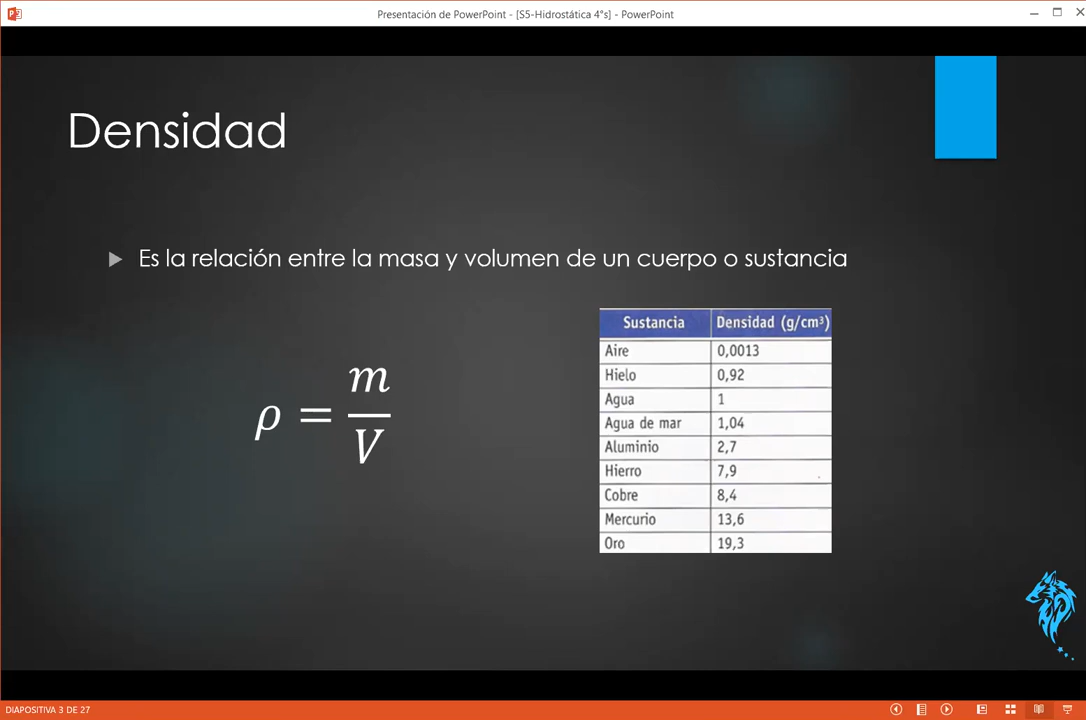 Presentación de PowerPoint - [S5-Hidrostática 4°s] - PowerPoint
Densidad
Es la relación entre la masa y volumen de un cuerpo o sustancia
ρ = m/V
Sustancia Densidad (g/cm³)
Aire 0,0013
Hielo 0,92
Agua 1
Agua de mar 1,04
Aluminio 2,7
Hierro 7,9
Cobre 8,4
Mercurio 13,6
Oro 19,3
DIAPOSITIVA 3 DE 27